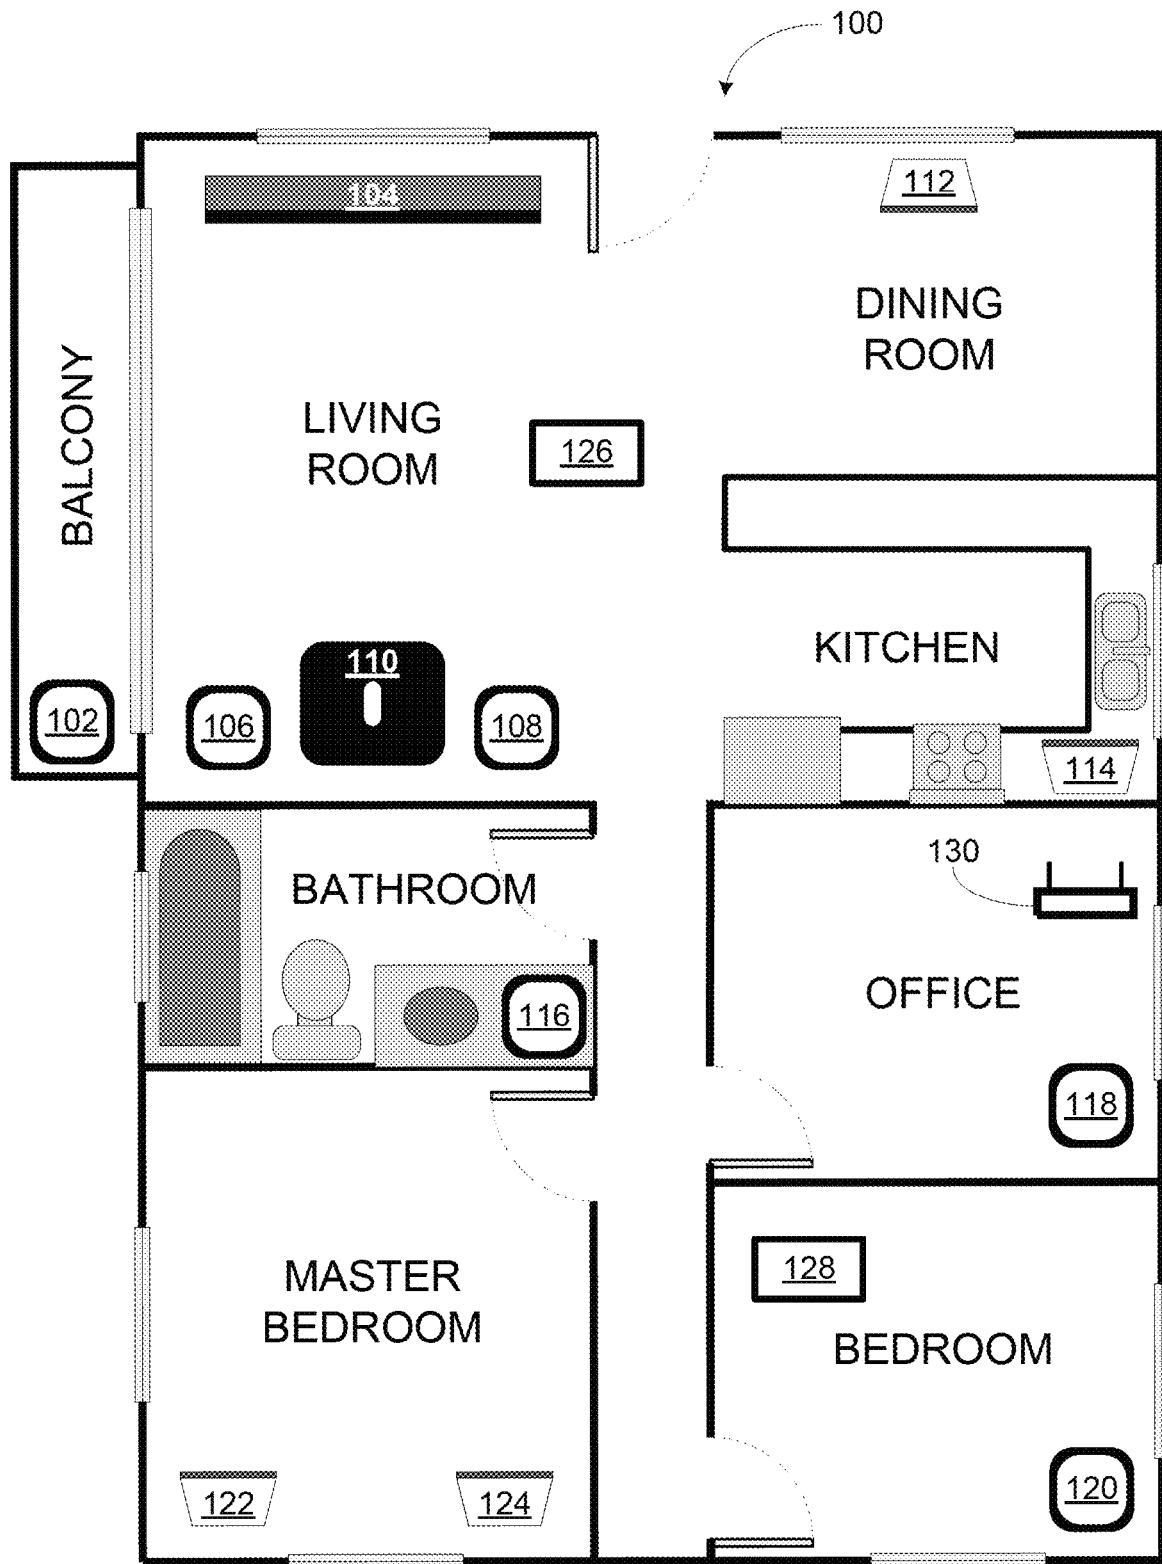 100
104
112
DINING
ROOM
BALCONY
LIVING
ROOM
126
KITCHEN
110
102
106
108
114
130
BATHROOM
OFFICE
116
118
128
MASTER
BEDROOM
BEDROOM
122
124
120